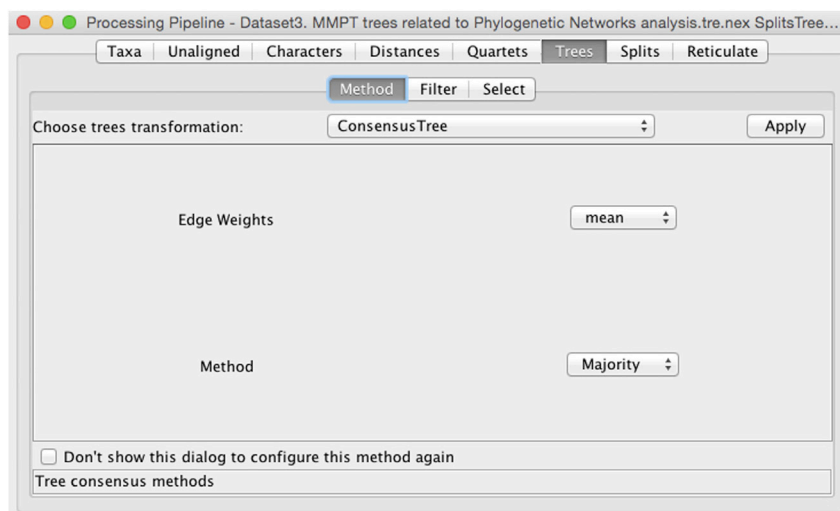 Processing Pipeline - Dataset3. MMPT trees related to Phylogenetic Networks analysis.tre.nex SplitsTree...
Taxa Unaligned Characters Distances Quartets Trees Splits Reticulate
Method Filter Select
Choose trees transformation: ConsensusTree Apply
Edge Weights mean
Method Majority
Don't show this dialog to configure this method again
Tree consensus methods